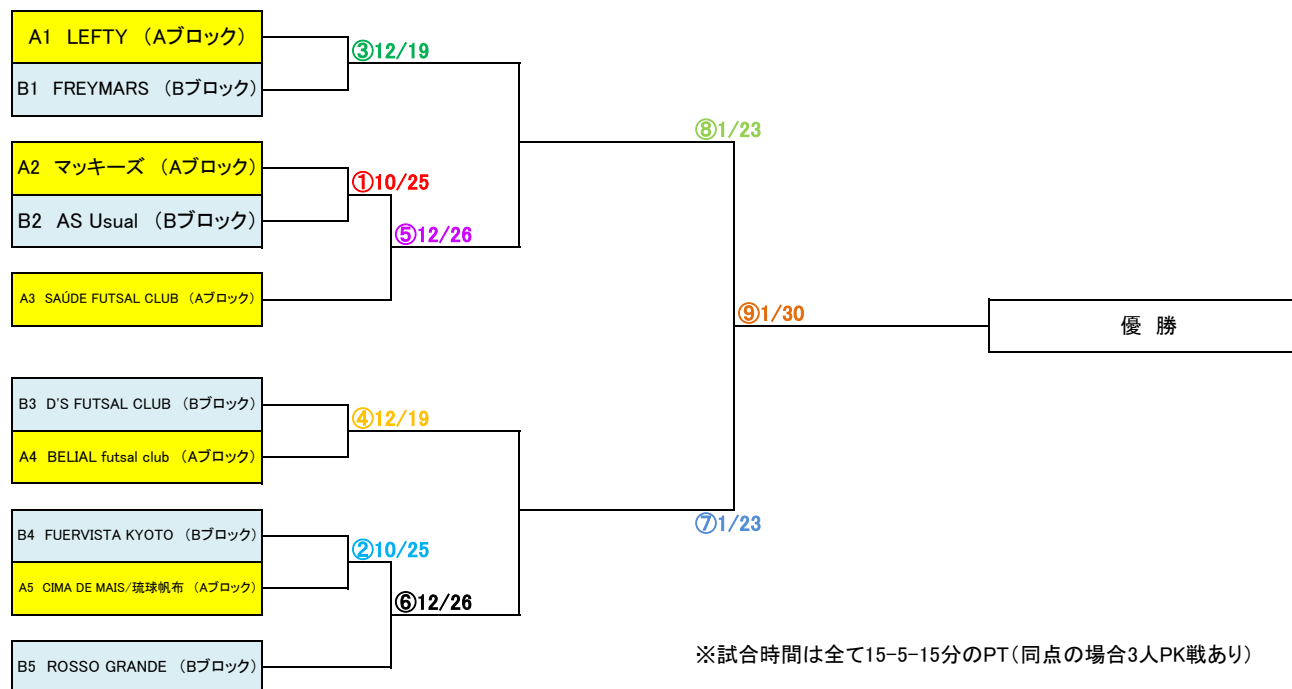 A1 LEFTY （Aブロック）
③12/19
B1 FREYMARS （Bブロック）
⑧1/23
A2 マッキーズ （Aブロック）
①10/25
B2 AS Usual （Bブロック）
⑤12/26
A3 SAÚDE FUTSAL CLUB （Aブロック）
⑨1/30
優 勝
B3 D'S FUTSAL CLUB （Bブロック）
④12/19
A4 BELIAL futsal club （Aブロック）
⑦1/23
B4 FUERVISTA KYOTO （Bブロック）
②10/25
A5 CIMA DE MAIS/琉球帆布 （Aブロック）
⑥12/26
B5 ROSSO GRANDE （Bブロック）
※試合時間は全て15-5-15分のPT（同点の場合3人PK戦あり）